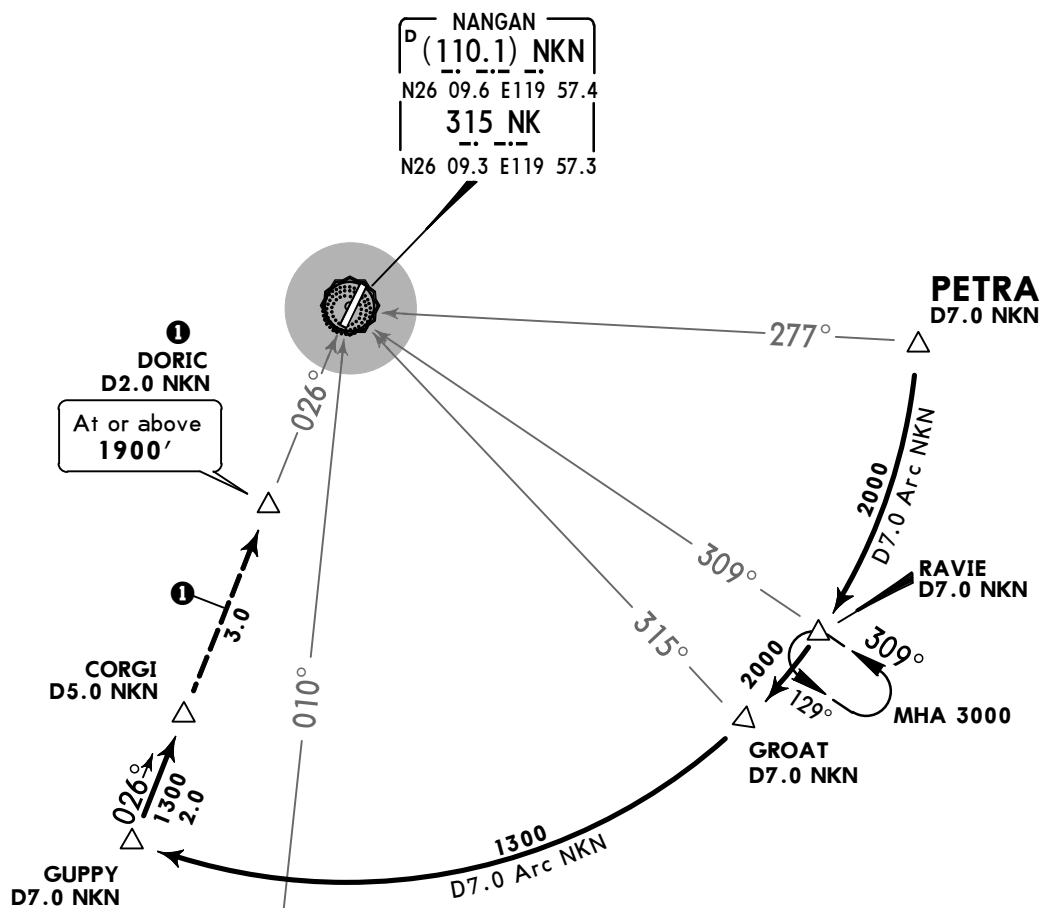 NANGAN
D (110.1) NKN
N26 09.6 E119 57.4
315 NK
N26 09.3 E119 57.3
PETRA
D7.0 NKN
277°
1
DORIC
D2.0 NKN
At or above
1900'
026°
2000
D7.0 Arc NKN
309°
RAVIE
D7.0 NKN
1
3.0
315°
309°
2000
129°
MHA 3000
CORGI
D5.0 NKN
010°
GROAT
D7.0 NKN
026°
1300
2.0
1300
D7.0 Arc NKN
GUPPY
D7.0 NKN